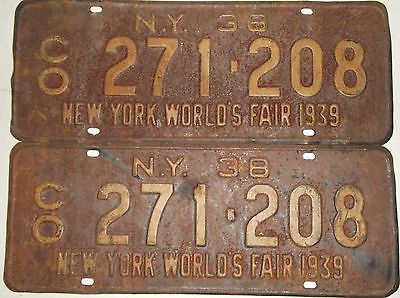 N.Y. 38
CO 271·208
NEW YORK WORLD'S FAIR 1939
N.Y. 38
CO 271·208
NEW YORK WORLD'S FAIR 1939